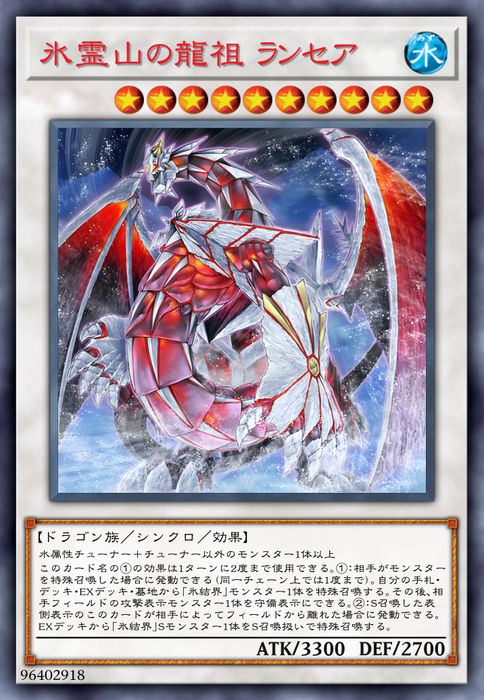 氷霊山の龍祖 ランセア
みず
水
【ドラゴン族／シンクロ／効果】
水属性チューナー＋チューナー以外のモンスター1体以上
このカード名の①の効果は1ターンに2度まで使用できる。①:相手がモンスター
を特殊召喚した場合に発動できる(同一チェーン上では1度まで)。自分の手札・
デッキ・EXデッキ・墓地から「氷結界」モンスター1体を特殊召喚する。その後、相
手フィールドの攻撃表示モンスター1体を守備表示にできる。②:S召喚した表
側表示のこのカードが相手によってフィールドから離れた場合に発動できる。
EXデッキから「氷結界」Sモンスター1体をS召喚扱いで特殊召喚する。
ATK/3300 DEF/2700
96402918